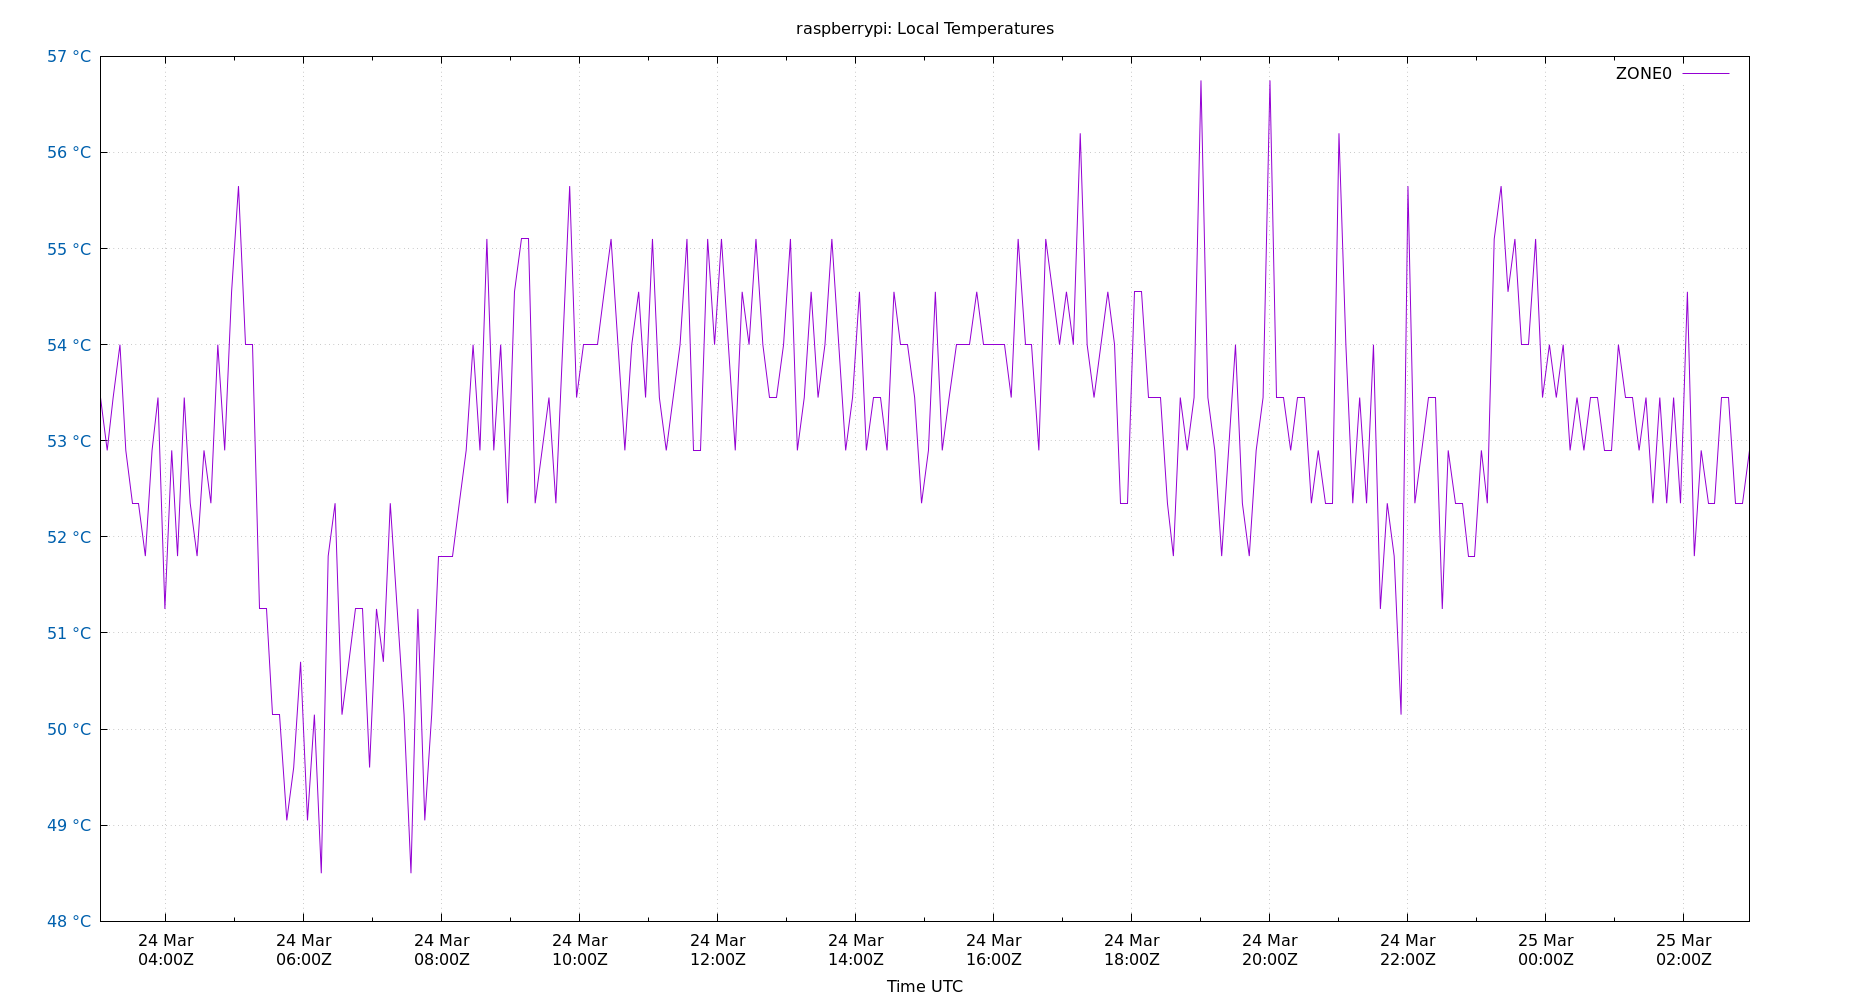 raspberrypi: Local Temperatures
ZONE0
57 °C
56 °C
55 °C
54 °C
53 °C
52 °C
51 °C
50 °C
49 °C
48 °C
24 Mar 24 Mar 24 Mar 24 Mar 24 Mar 24 Mar 24 Mar 24 Mar 24 Mar 24 Mar 25 Mar 25 Mar
04:00Z 06:00Z 08:00Z 10:00Z 12:00Z 14:00Z 16:00Z 18:00Z 20:00Z 22:00Z 00:00Z 02:00Z
Time UTC